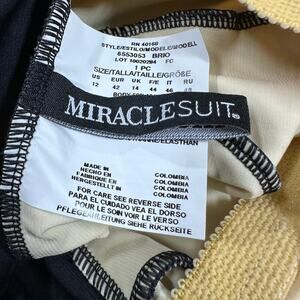 RN 40160
STYLE/ESTILO/MODELE/MODELL
6553053 BRIO
LOT 10020284 FC
1 PC
SIZE/TALLA/TAILLE/GRÖßE
US EUR UK F IT RU
12 42 14 44 46 48
MIRACLESUIT®
ELASTHAN
MADE IN COLOMBIA
HECHO EN COLOMBIA
FABRIQUE EN COLOMBIA
HERGESTELLT IN COLOMBIA
FOR CARE SEE REVERSE SIDE
PARA EL CUIDADO VEA EL DORSO
POUR LE SOIN VOIR LE VERSO
PFLEGEANLEITUNG SIEHE RÜCKSEITE